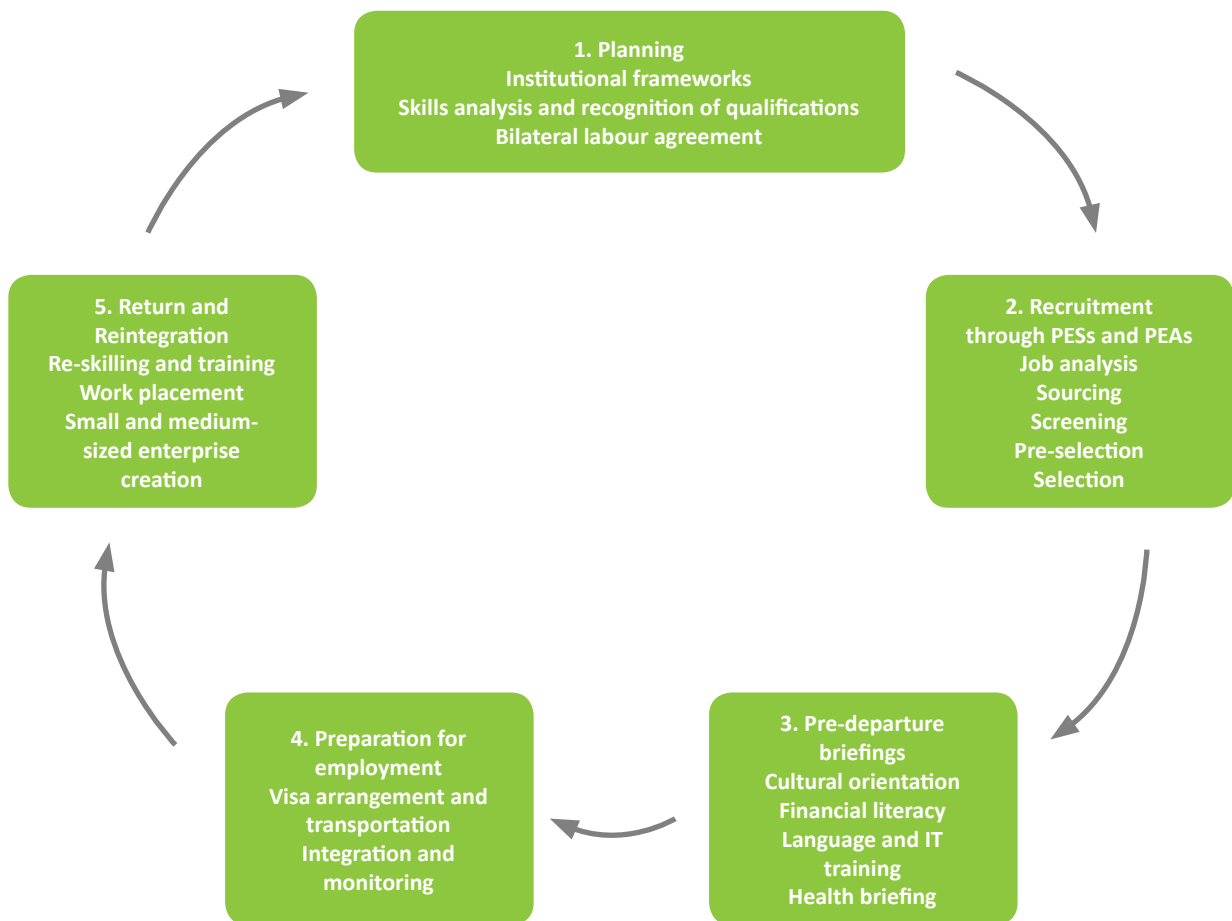 1. Planning
Institutional frameworks
Skills analysis and recognition of qualifications
Bilateral labour agreement
2. Recruitment
through PESs and PEAs
Job analysis
Sourcing
Screening
Pre-selection
Selection
3. Pre-departure
briefings
Cultural orientation
Financial literacy
Language and IT
training
Health briefing
4. Preparation for
employment
Visa arrangement and
transportation
Integration and
monitoring
5. Return and
Reintegration
Re-skilling and training
Work placement
Small and medium-
sized enterprise
creation